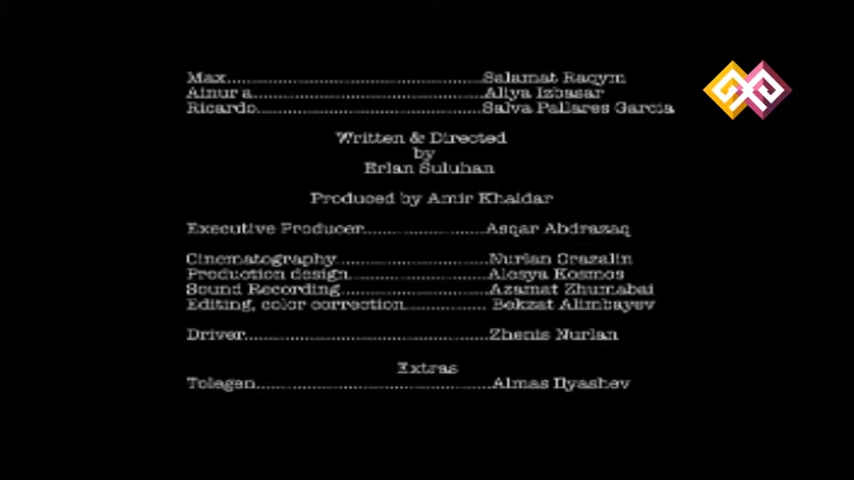 Max..................................................Salamat Raqym
Ainura..............................................Aliya Izbasar
Ricardo............................................Salva Pallares Garcia
Written & Directed
by
Erlan Suluhan
Produced by Amir Khaidar
Executive Producer.........................Asqar Abdrazaq
Cinematography..............................Nurlan Orazalin
Production design............................Alesya Kosmos
Sound Recording..............................Azamat Zhumabai
Editing, color correction................ Bekzat Alimbayev
Driver................................................Zhenis Nurlan
Extras
Tolegen..............................................Almas Ilyashev